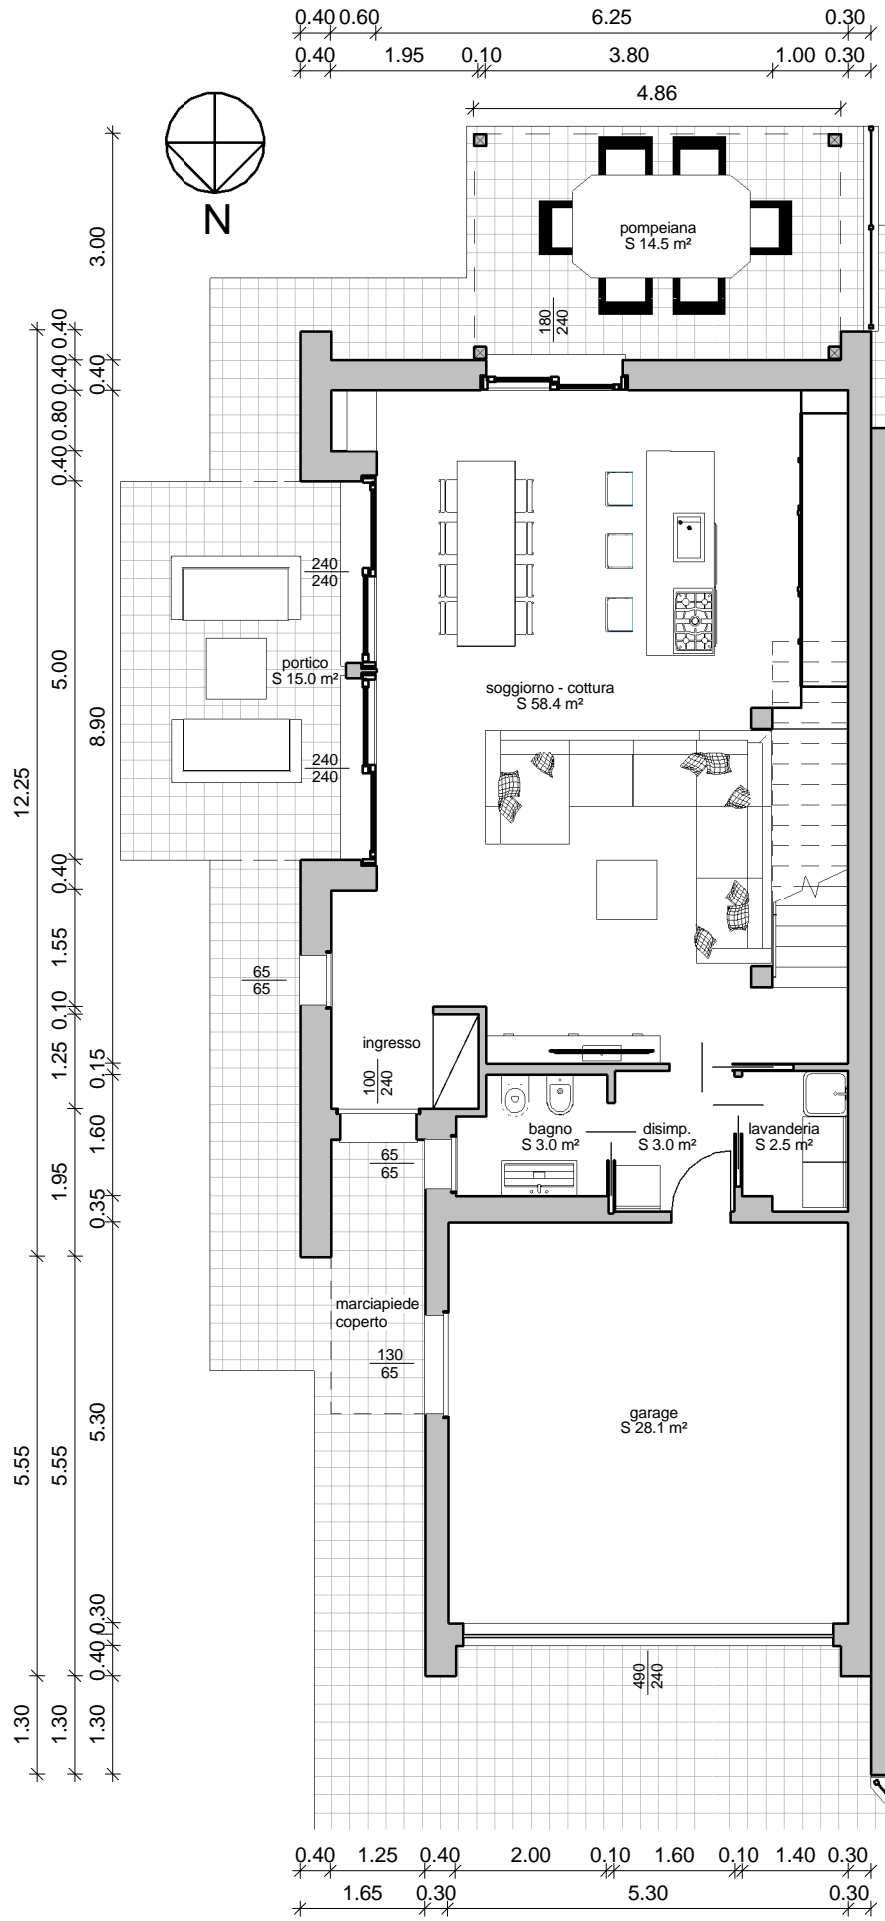 0.40 0.60 6.25 0.30
0.40 1.95 0.10 3.80 1.00 0.30
4.86
N
3.00
pompeiana
S 14.5 m²
180
240
0.40
0.40
0.40
0.80
0.40
240
240
5.00
portico
S 15.0 m²
soggiorno - cottura
S 58.4 m²
8.90
240
240
12.25
0.40
1.55
65
65
0.10
ingresso
1.25
0.15
100
240
1.60
bagno
S 3.0 m²
disimp.
S 3.0 m²
lavanderia
S 2.5 m²
65
65
1.95
0.35
marciapiede
coperto
130
65
garage
S 28.1 m²
5.30
5.55
5.55
0.30
0.40
490
240
1.30
1.30
1.30
0.40 1.25 0.40 2.00 0.10 1.60 0.10 1.40 0.30
1.65 0.30 5.30 0.30